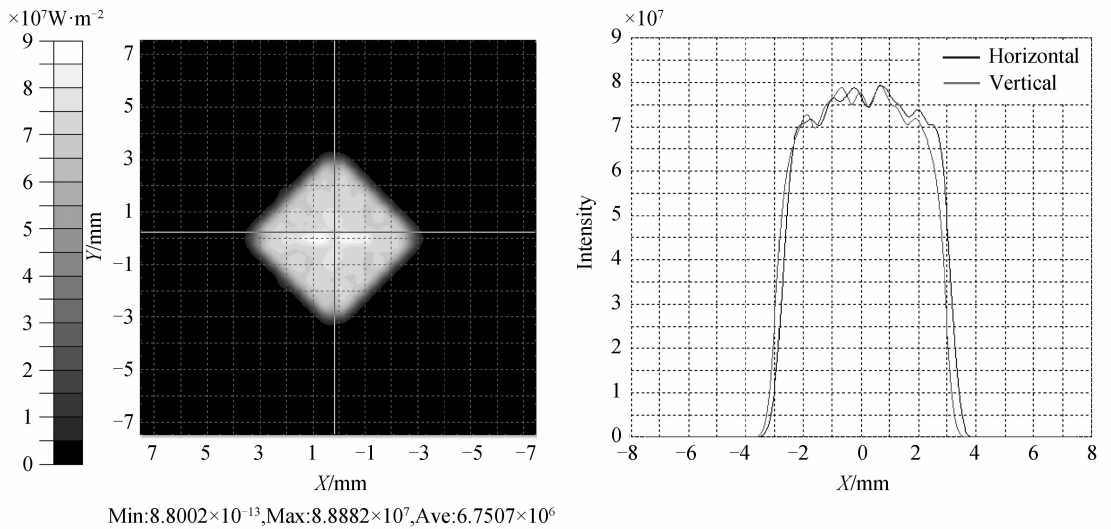 ×10⁷W·m⁻²
9
8
7
6
5
4
3
2
1
0
Y/mm
7
5
3
1
−1
−3
−5
−7
7 5 3 1 −1 −3 −5 −7
X/mm
Min:8.8002×10⁻¹³,Max:8.8882×10⁷,Ave:6.7507×10⁶
×10⁷
Horizontal
Vertical
Intensity
9
8
7
6
5
4
3
2
1
0
−8 −6 −4 −2 0 2 4 6 8
X/mm